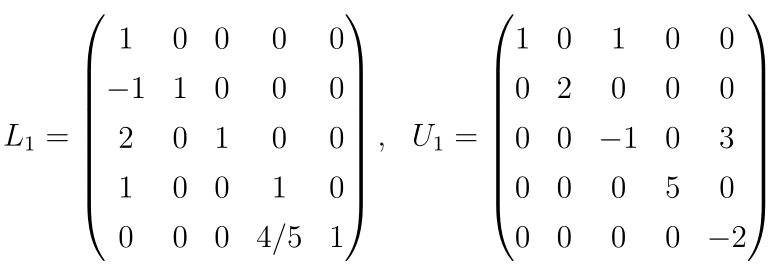 L₁ = ( 1 0 0 0 0 ; −1 1 0 0 0 ; 2 0 1 0 0 ; 1 0 0 1 0 ; 0 0 0 4/5 1 ) , U₁ = ( 1 0 1 0 0 ; 0 2 0 0 0 ; 0 0 −1 0 3 ; 0 0 0 5 0 ; 0 0 0 0 −2 )